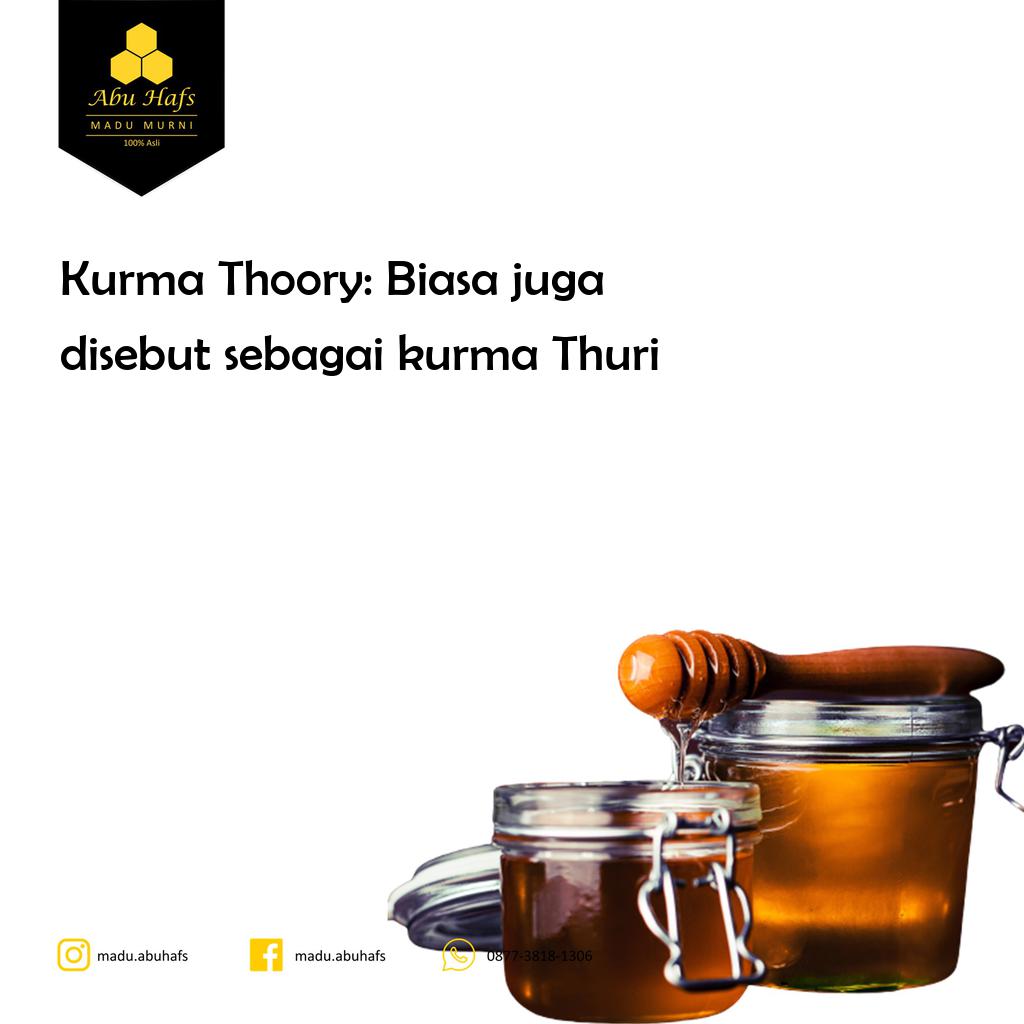 Abu Hafs
MADU MURNI
100% Asli
Kurma Thoory: Biasa juga
disebut sebagai kurma Thuri
madu.abuhafs
madu.abuhafs
0877-3818-1306